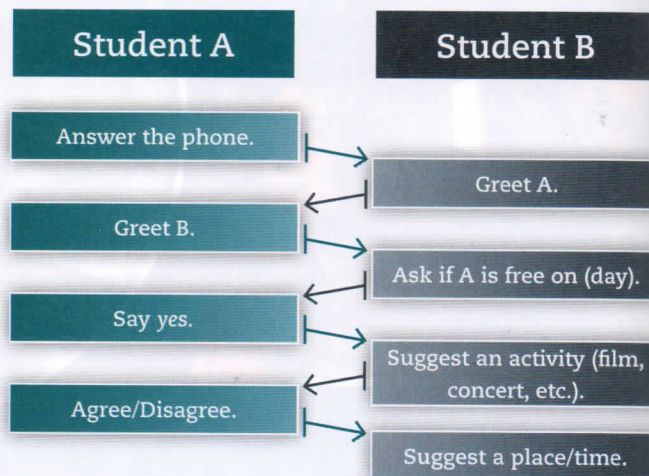 Student A
Student B
Answer the phone.
Greet A.
Greet B.
Ask if A is free on (day).
Say yes.
Suggest an activity (film,
concert, etc.).
Agree/Disagree.
Suggest a place/time.